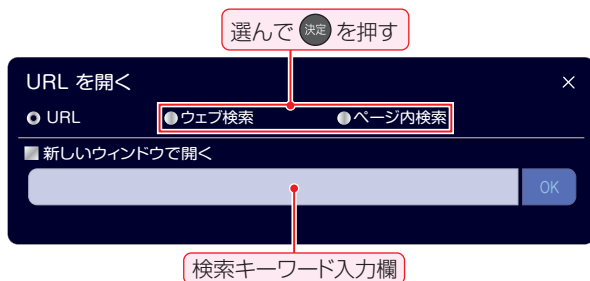 選んで 決定 を押す
URL を開く ×
URL ウェブ検索 ページ内検索
新しいウィンドウで開く
OK
検索キーワード入力欄